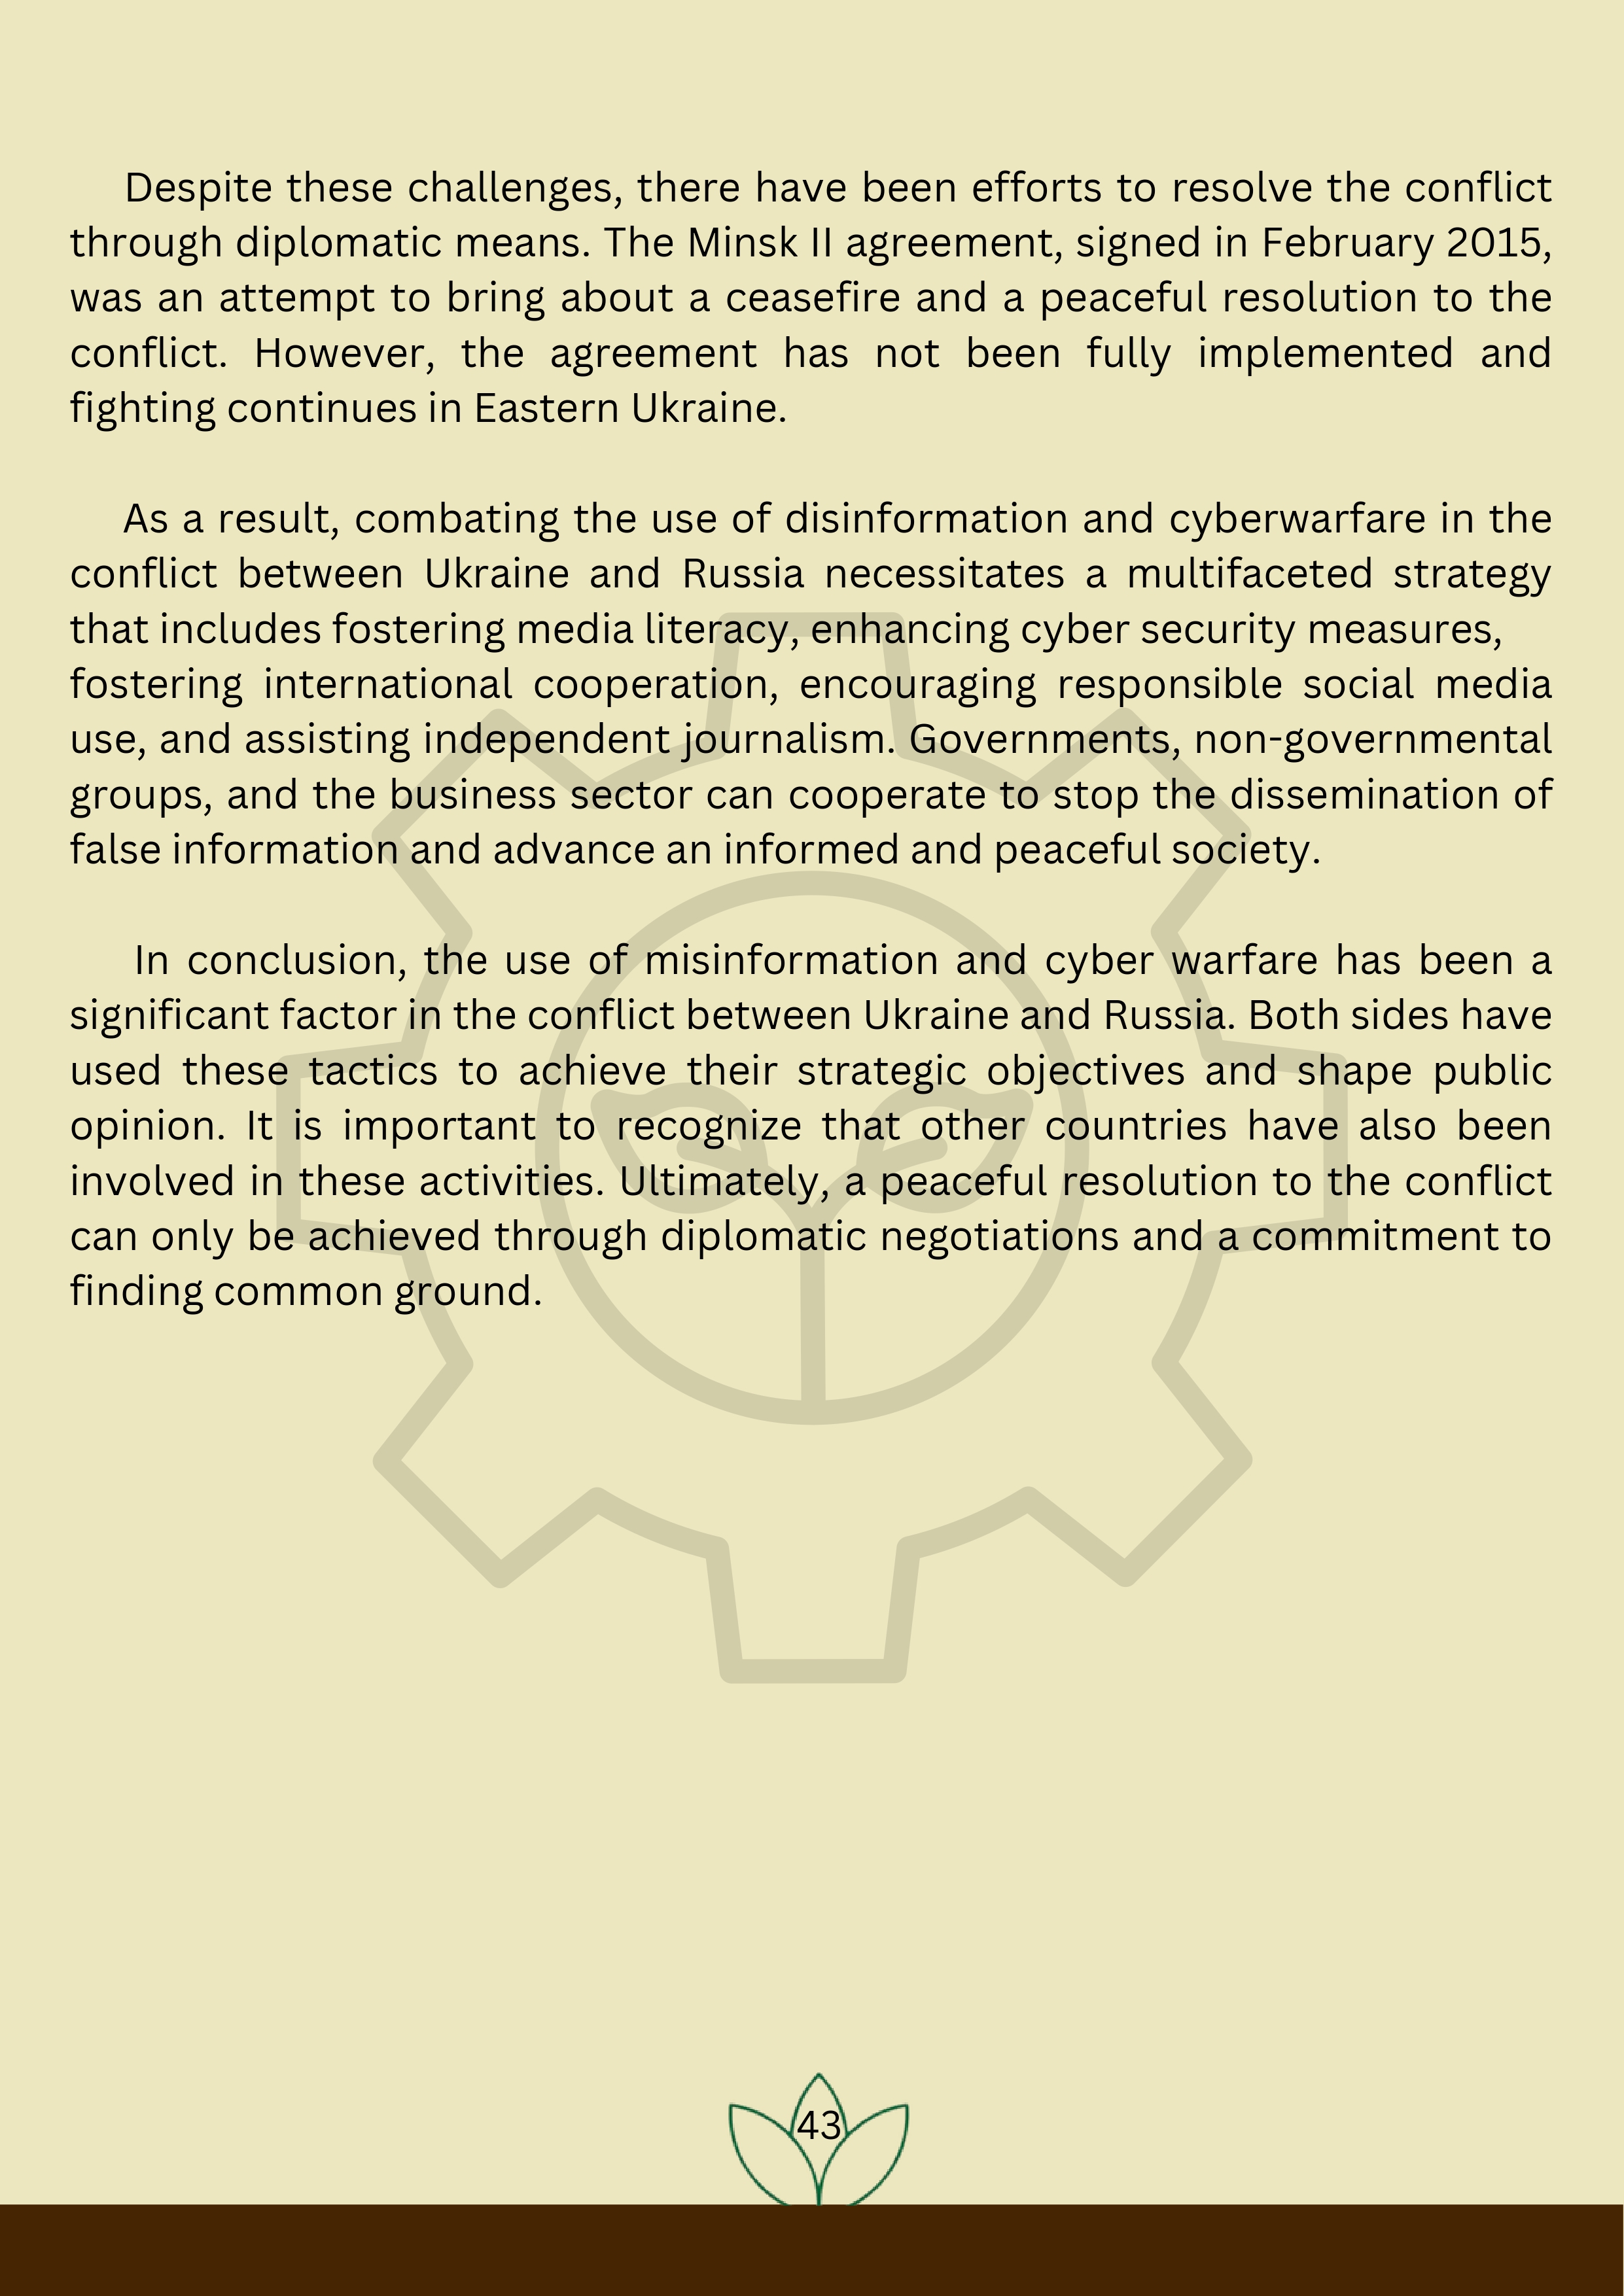 Despite these challenges, there have been efforts to resolve the conflict
through diplomatic means. The Minsk II agreement, signed in February 2015,
was an attempt to bring about a ceasefire and a peaceful resolution to the
conflict. However, the agreement has not been fully implemented and
fighting continues in Eastern Ukraine.
As a result, combating the use of disinformation and cyberwarfare in the
conflict between Ukraine and Russia necessitates a multifaceted strategy
that includes fostering media literacy, enhancing cyber security measures,
fostering international cooperation, encouraging responsible social media
use, and assisting independent journalism. Governments, non-governmental
groups, and the business sector can cooperate to stop the dissemination of
false information and advance an informed and peaceful society.
In conclusion, the use of misinformation and cyber warfare has been a
significant factor in the conflict between Ukraine and Russia. Both sides have
used these tactics to achieve their strategic objectives and shape public
opinion. It is important to recognize that other countries have also been
involved in these activities. Ultimately, a peaceful resolution to the conflict
can only be achieved through diplomatic negotiations and a commitment to
finding common ground.
43